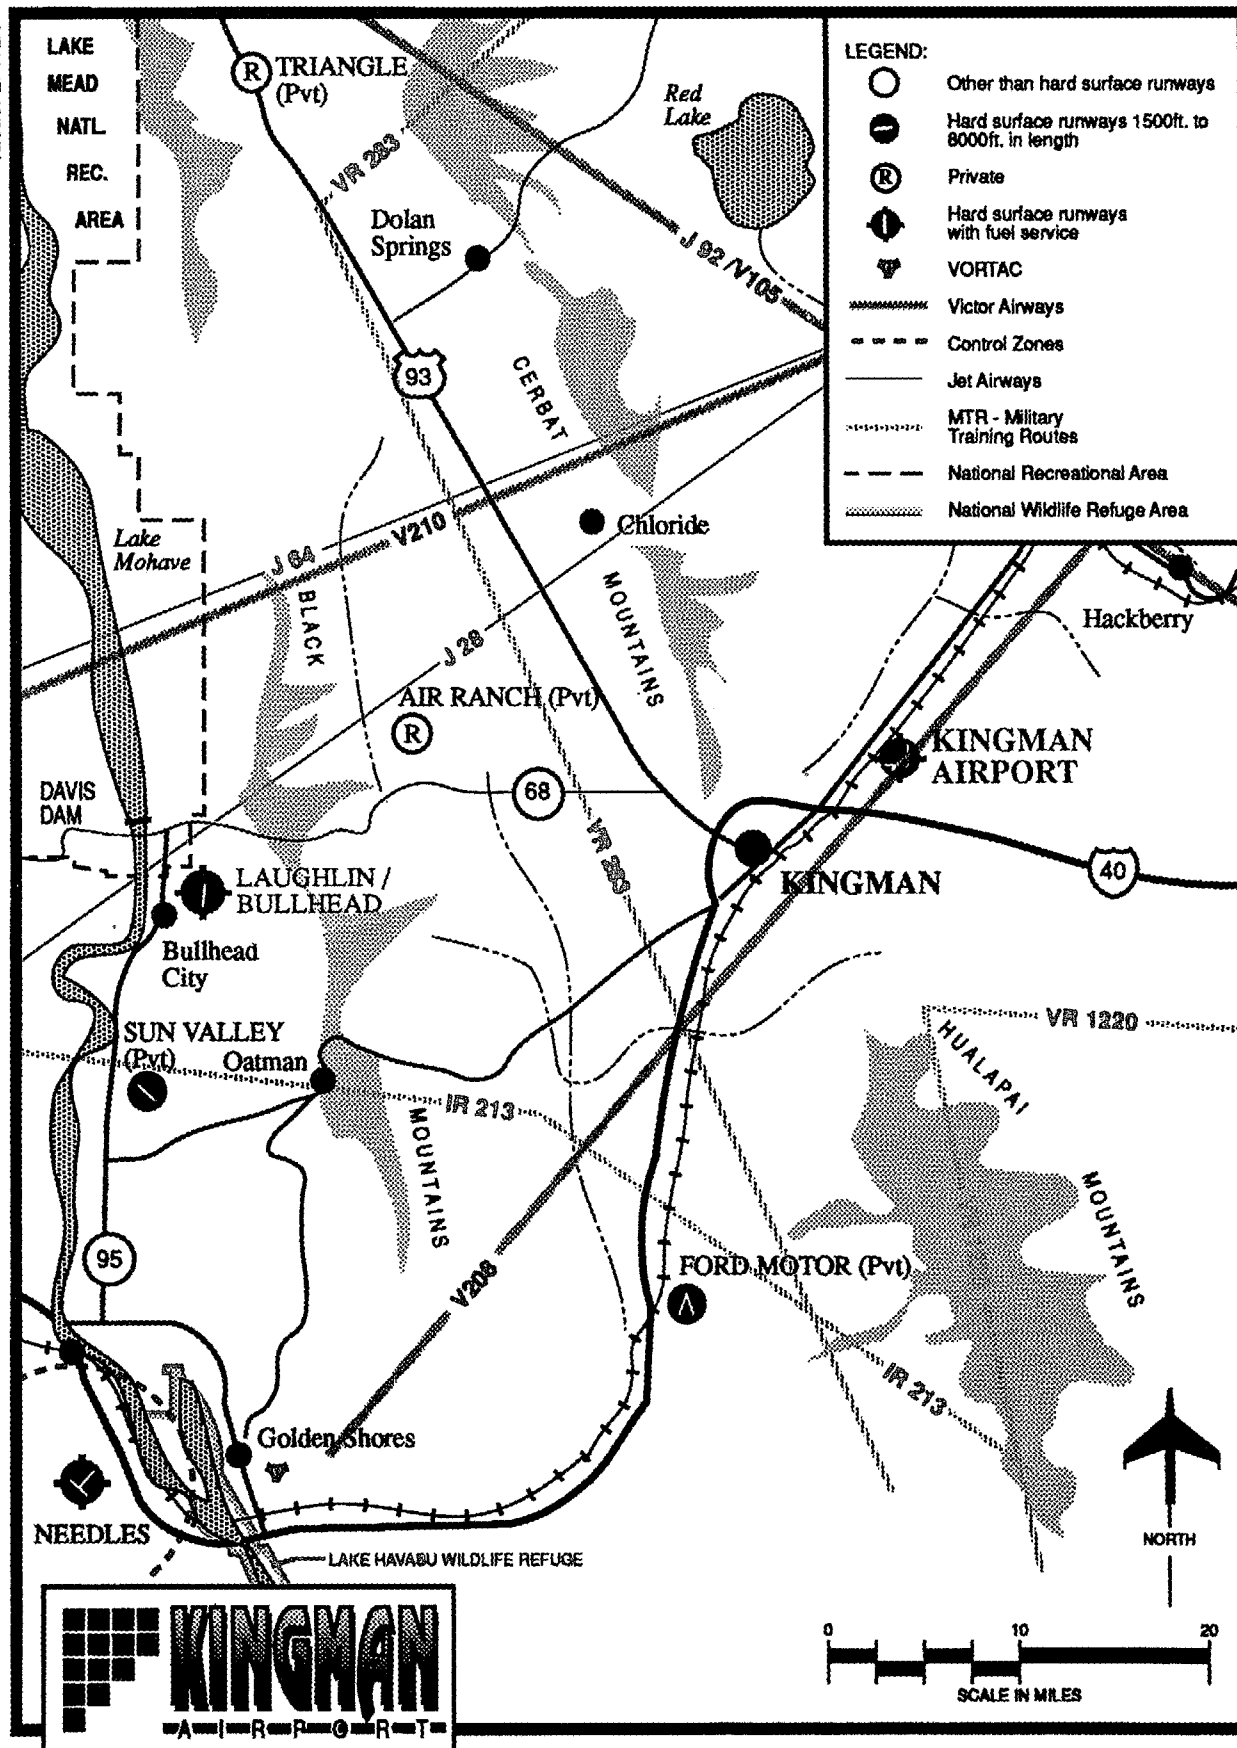 LAKE
MEAD
NATL.
REC.
AREA
R
TRIANGLE
(Pvt)
Red
Lake
VR 283
Dolan
Springs
J 92 / V105
93
CERBAT
MOUNTAINS
Lake
Mohave
J 64
V210
Chloride
BLACK
J 28
AIR RANCH (Pvt)
R
Hackberry
KINGMAN
AIRPORT
DAVIS
DAM
68
VR 283
KINGMAN
40
LAUGHLIN /
BULLHEAD
Bullhead
City
SUN VALLEY
(Pvt)
Oatman
IR 213
MOUNTAINS
VR 1220
HUALAPAI
MOUNTAINS
95
V208
FORD MOTOR (Pvt)
IR 213
Golden Shores
NEEDLES
LAKE HAVASU WILDLIFE REFUGE
NORTH
0 10 20
SCALE IN MILES
KINGMAN
A-I-R-P-O-R-T
LEGEND:
Other than hard surface runways
Hard surface runways 1500ft. to
8000ft. in length
R
Private
Hard surface runways
with fuel service
VORTAC
Victor Airways
Control Zones
Jet Airways
MTR - Military
Training Routes
National Recreational Area
National Wildlife Refuge Area